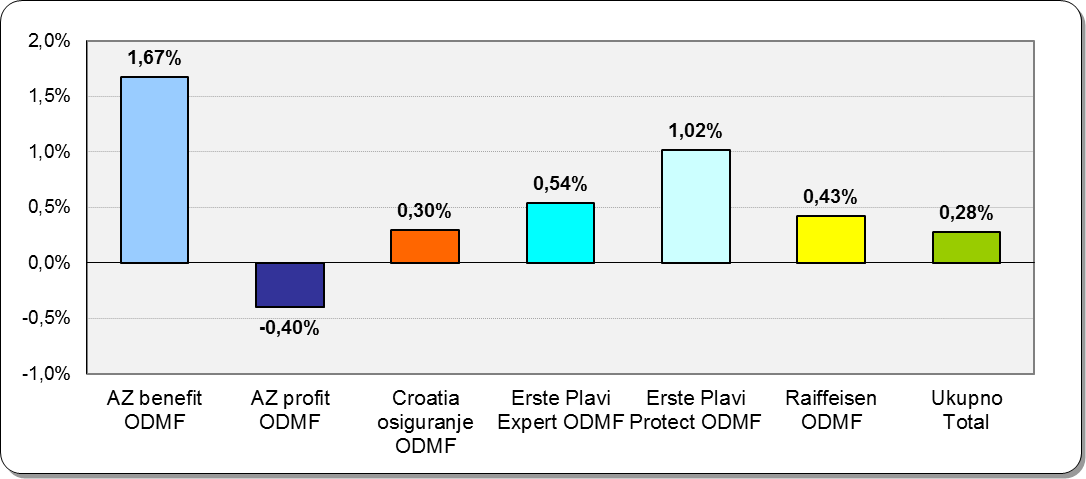 2,0%
1,5%
1,0%
0,5%
0,0%
-0,5%
-1,0%
1,67%
-0,40%
0,30%
0,54%
1,02%
0,43%
0,28%
AZ benefit
ODMF
AZ profit
ODMF
Croatia
osiguranje
ODMF
Erste Plavi
Expert ODMF
Erste Plavi
Protect ODMF
Raiffeisen
ODMF
Ukupno
Total